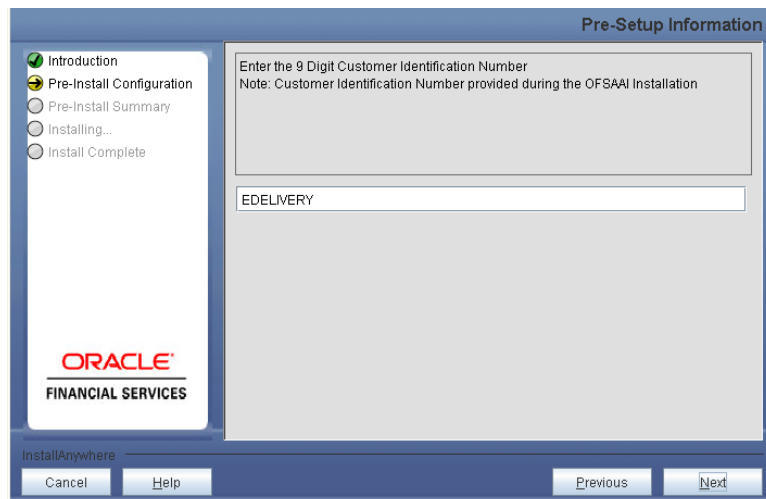 Pre-Setup Information
Introduction
Pre-Install Configuration
Pre-Install Summary
Installing...
Install Complete
Enter the 9 Digit Customer Identification Number
Note: Customer Identification Number provided during the OFSAAI Installation
EDELIVERY
ORACLE
FINANCIAL SERVICES
InstallAnywhere
Cancel
Help
Previous
Next